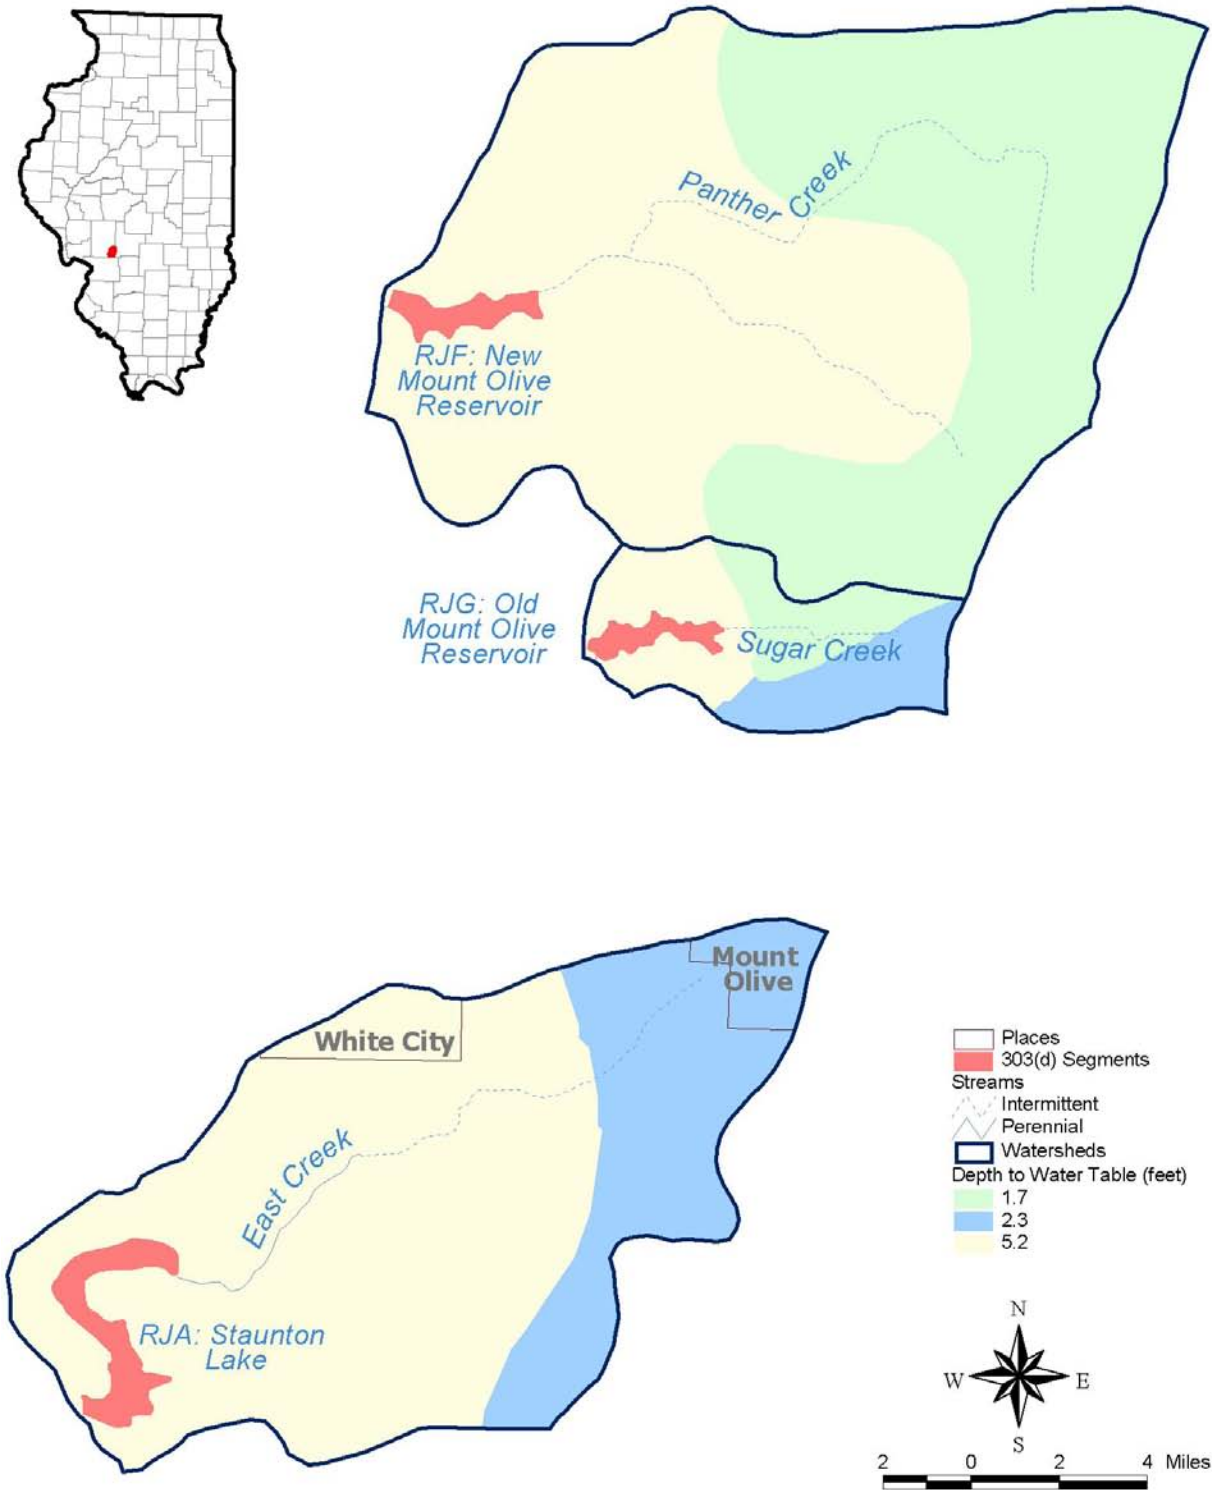 Panther Creek
RJF: New
Mount Olive
Reservoir
RJG: Old
Mount Olive
Reservoir
Sugar Creek
Mount
Olive
White City
East Creek
RJA: Staunton
Lake
Places
303(d) Segments
Streams
Intermittent
Perennial
Watersheds
Depth to Water Table (feet)
1.7
2.3
5.2
N
W
E
S
2 0 2 4 Miles